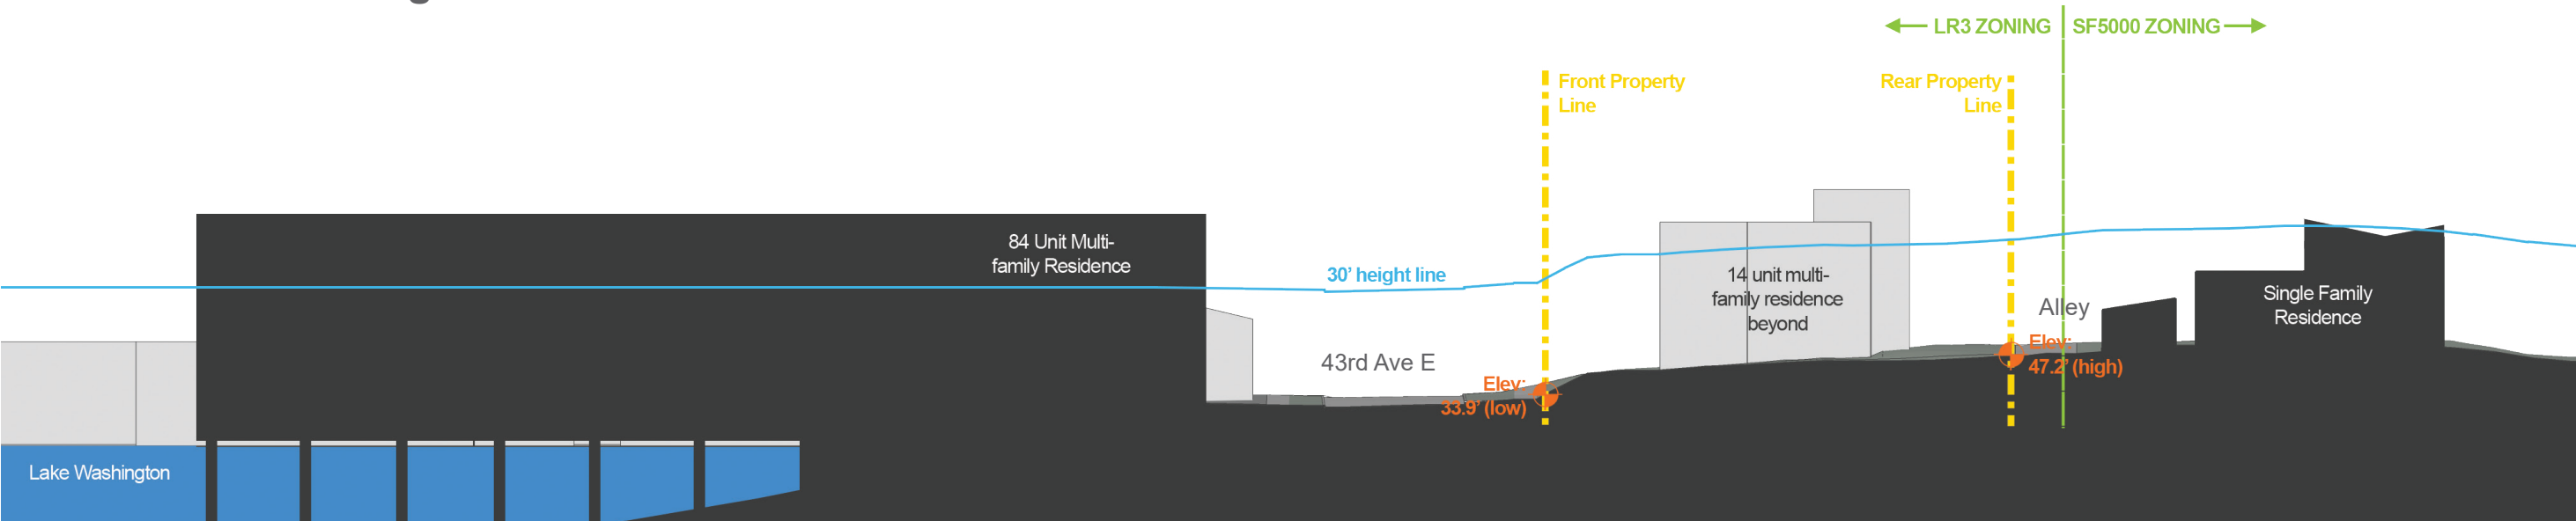 LR3 ZONING
SF5000 ZONING
Front Property
Line
Rear Property
Line
84 Unit Multi-
family Residence
30' height line
14 unit multi-
family residence
beyond
Alley
Single Family
Residence
43rd Ave E
Elev:
33.9' (low)
Elev:
47.2' (high)
Lake Washington